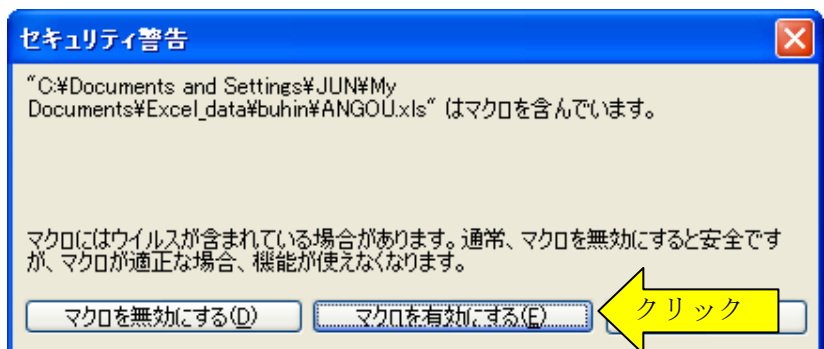 セキュリティ警告
"C:¥Documents and Settings¥JUN¥My
Documents¥Excel_data¥buhin¥ANGOU.xls" はマクロを含んでいます。
マクロにはウイルスが含まれている場合があります。通常、マクロを無効にすると安全です
が、マクロが適正な場合、機能が使えなくなります。
マクロを無効にする(D) マクロを有効にする(E) クリック